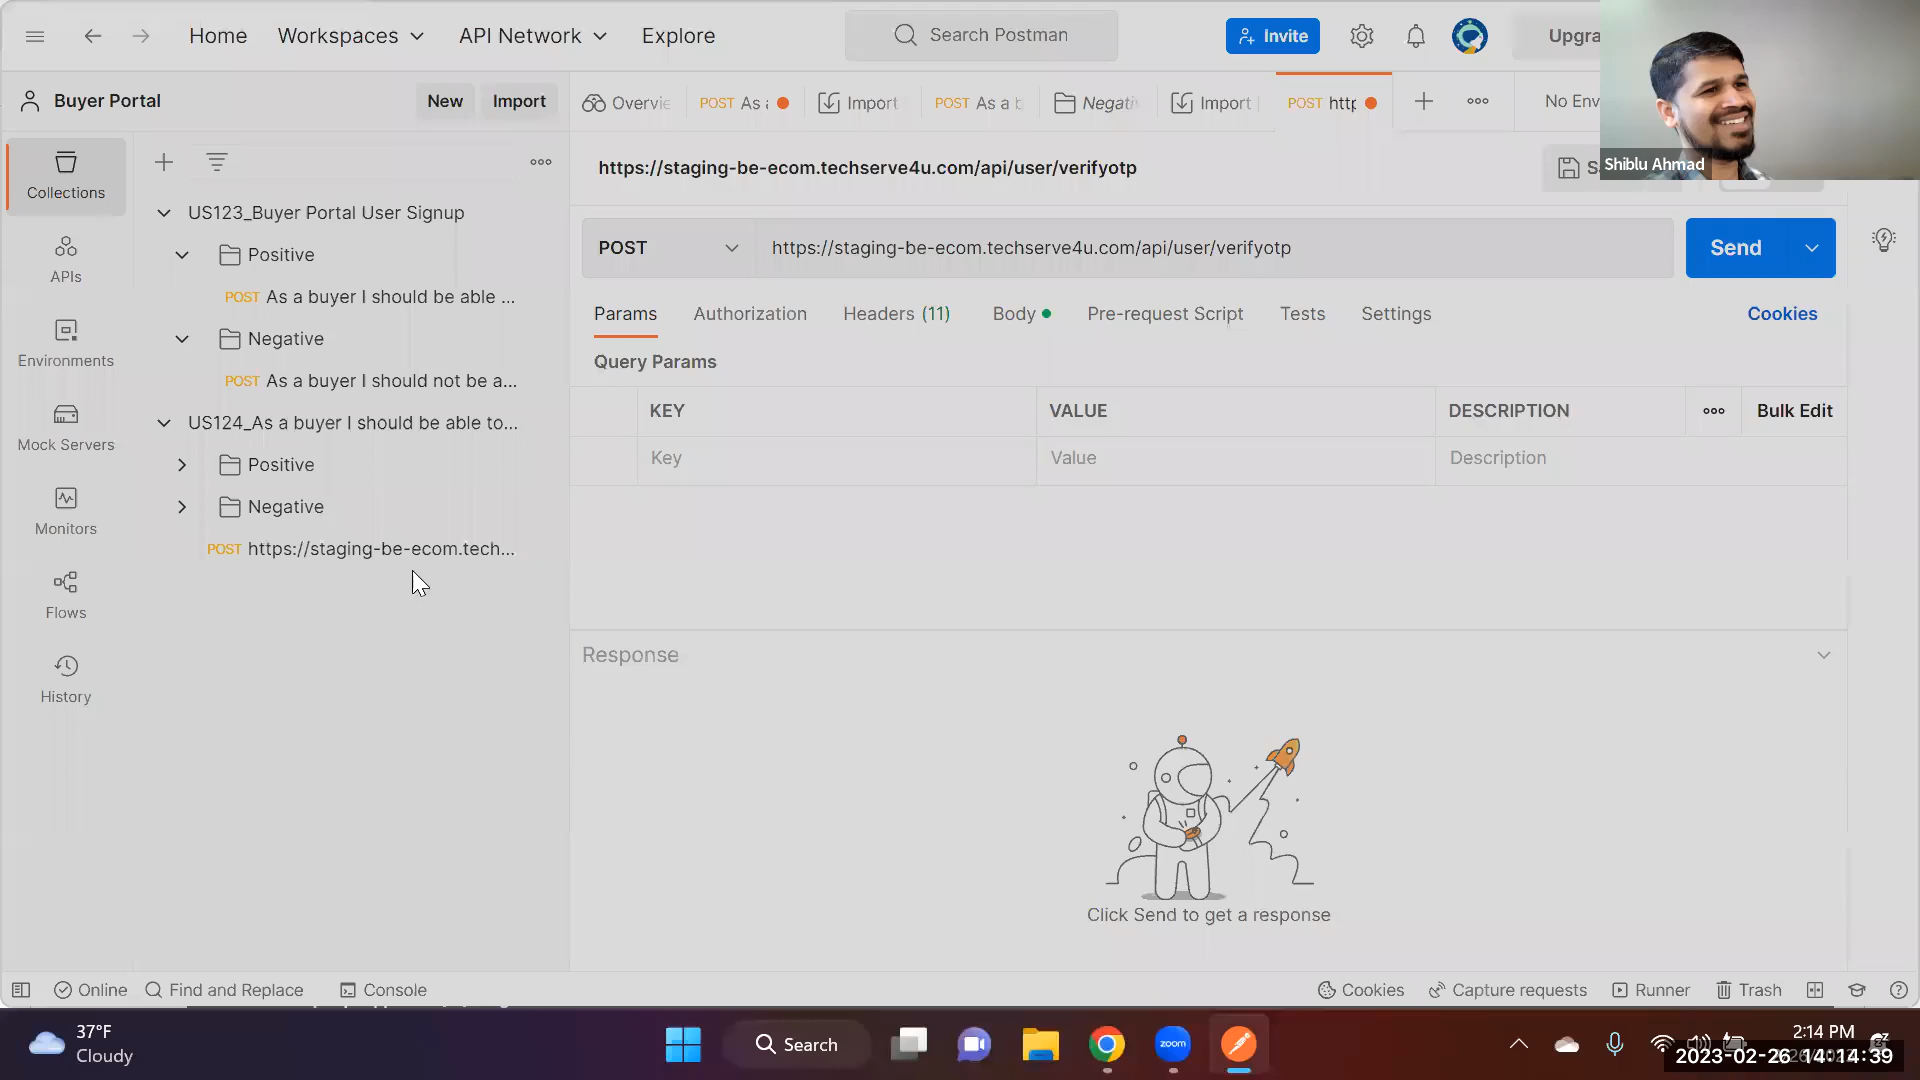 Home
Workspaces
API Network
Explore
Search Postman
Invite
Upgra
Buyer Portal
New
Import
Overvie
POST As a
Import
POST As a b
Negati
Import
POST http
No Env
Shiblu Ahmad
Collections
APIs
Environments
Mock Servers
Monitors
Flows
History
US123_Buyer Portal User Signup
Positive
POST As a buyer I should be able ...
Negative
POST As a buyer I should not be a...
US124_As a buyer I should be able to...
Positive
Negative
POST https://staging-be-ecom.tech...
https://staging-be-ecom.techserve4u.com/api/user/verifyotp
POST
https://staging-be-ecom.techserve4u.com/api/user/verifyotp
Send
Params
Authorization
Headers (11)
Body
Pre-request Script
Tests
Settings
Cookies
Query Params
KEY
VALUE
DESCRIPTION
Bulk Edit
Key
Value
Description
Response
Click Send to get a response
Online
Find and Replace
Console
Cookies
Capture requests
Runner
Trash
37°F
Cloudy
Search
zoom
2:14 PM
2023-02-26 14:14:39